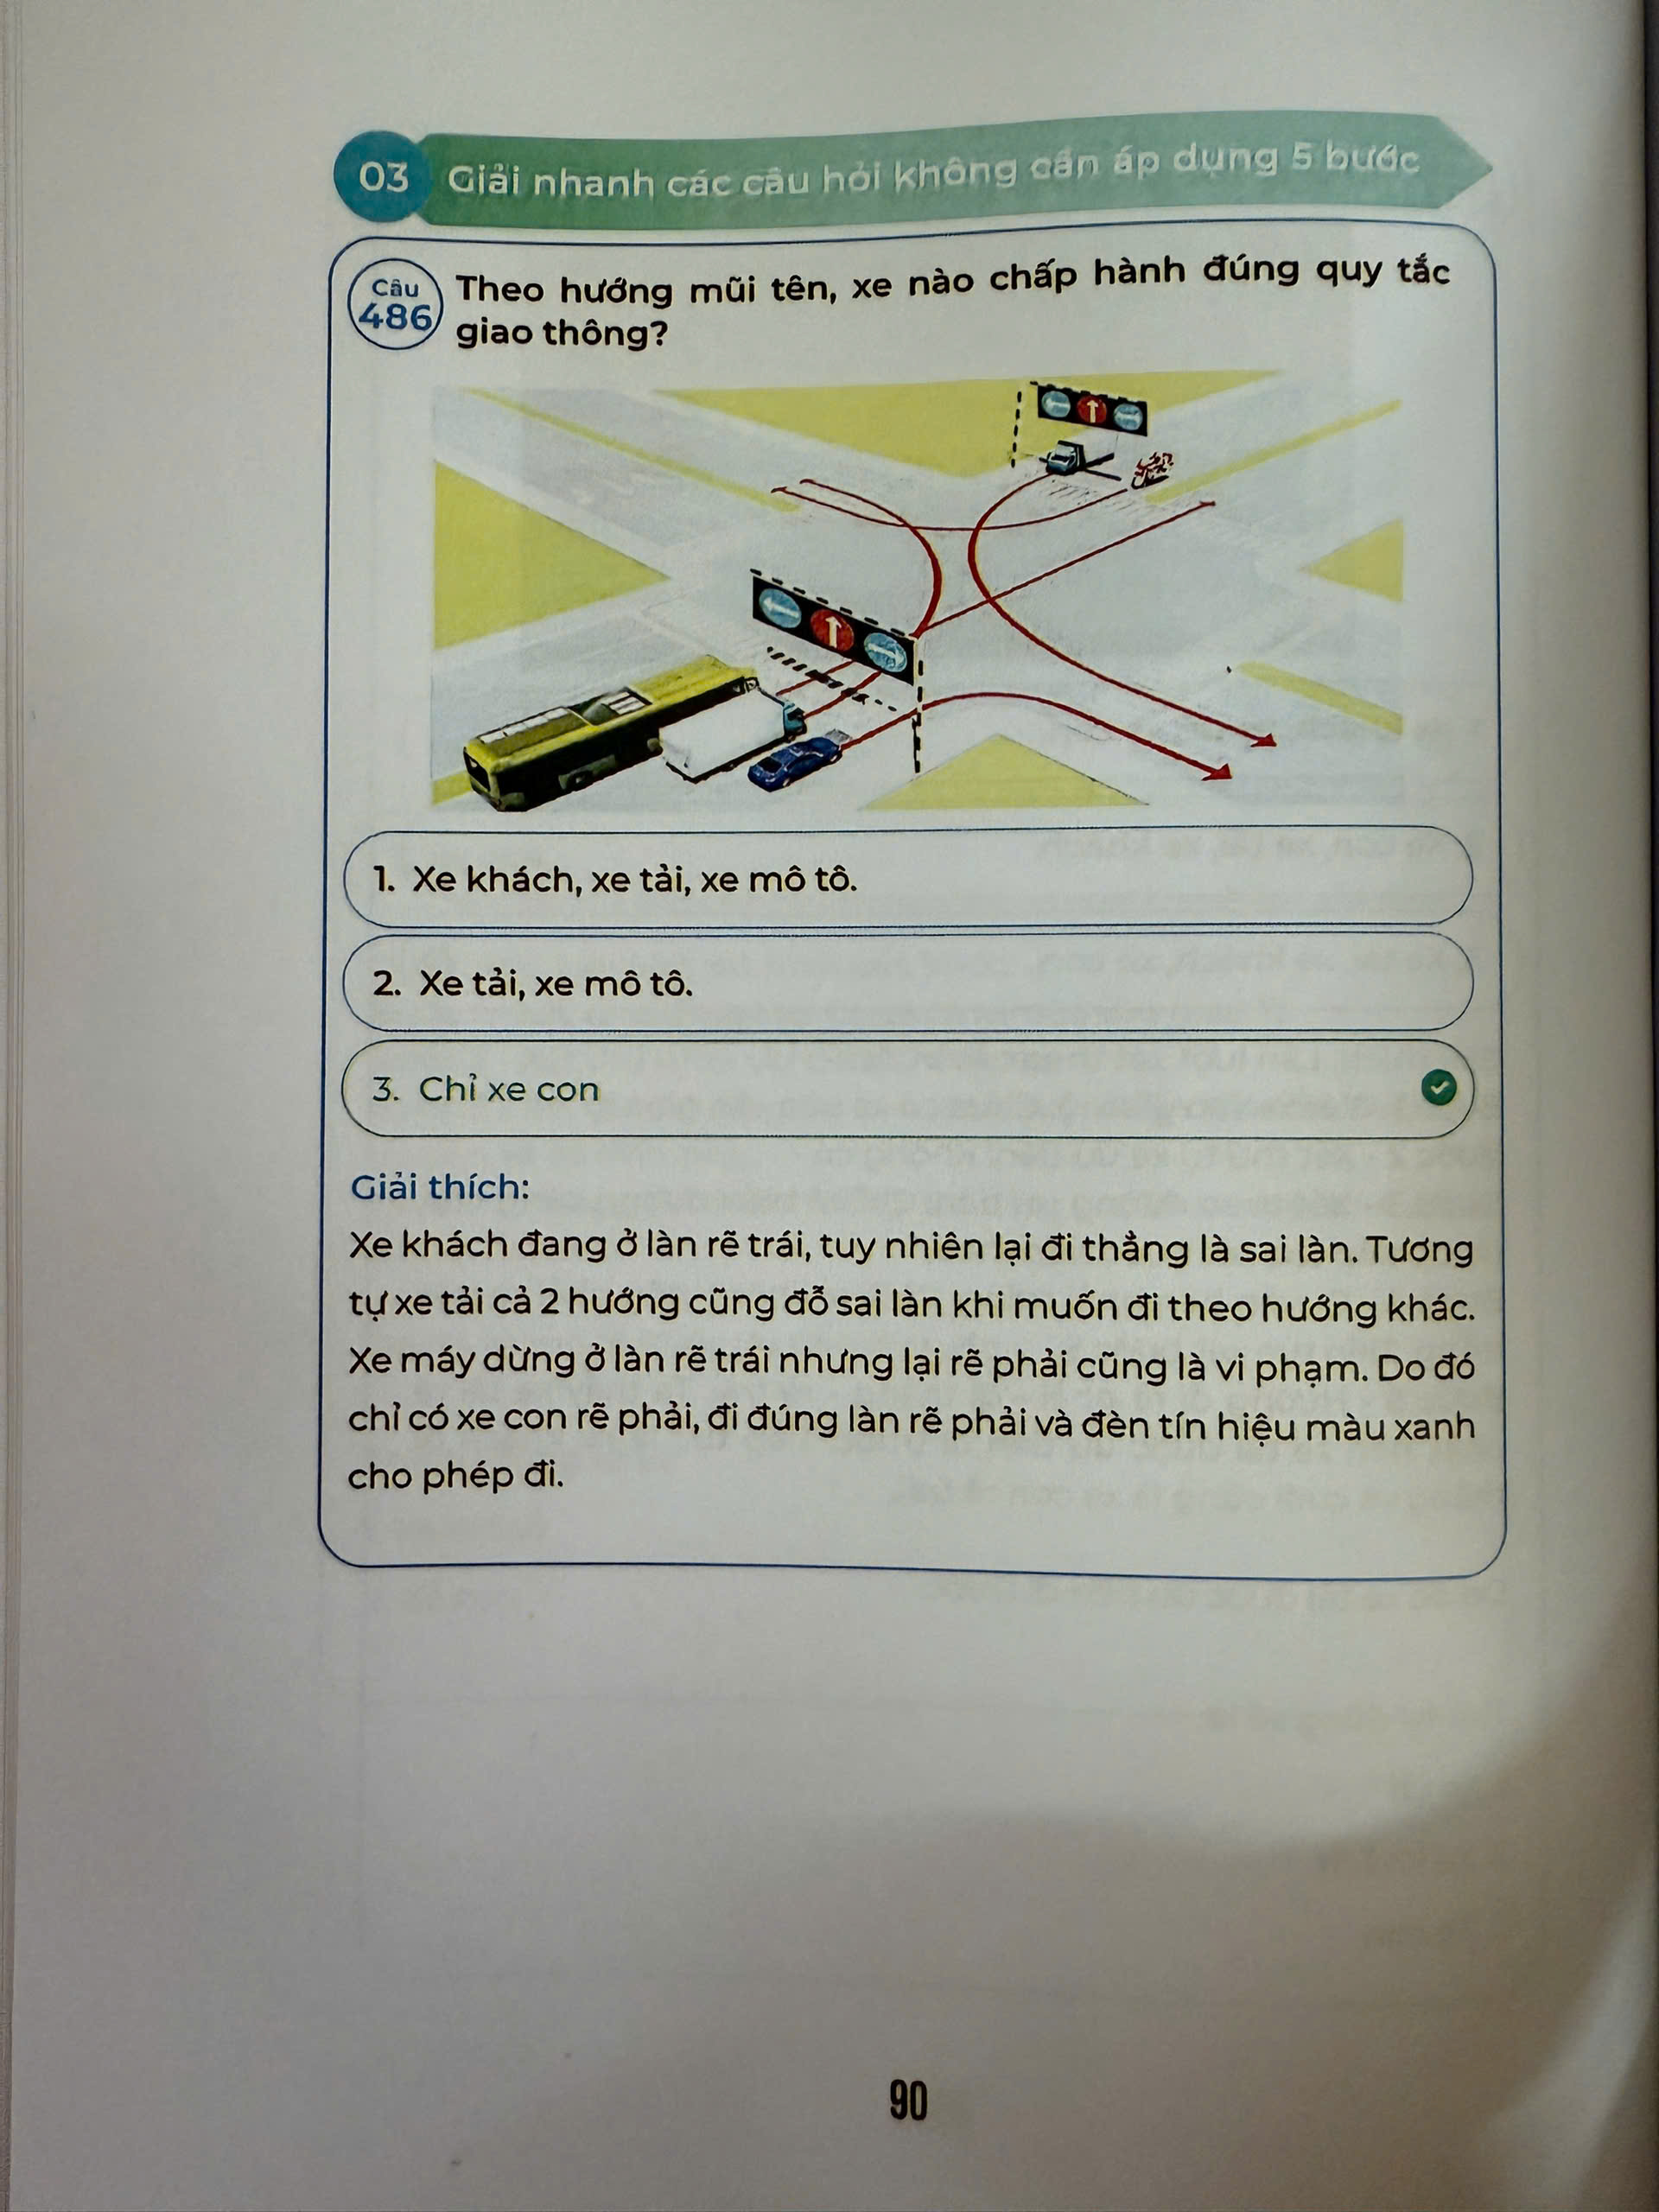 03 Giải nhanh các câu hỏi không cần áp dụng 5 bước
Câu
486
Theo hướng mũi tên, xe nào chấp hành đúng quy tắc
giao thông?
1. Xe khách, xe tải, xe mô tô.
2. Xe tải, xe mô tô.
3. Chỉ xe con
Giải thích:
Xe khách đang ở làn rẽ trái, tuy nhiên lại đi thẳng là sai làn. Tương
tự xe tải cả 2 hướng cũng đỗ sai làn khi muốn đi theo hướng khác.
Xe máy dừng ở làn rẽ trái nhưng lại rẽ phải cũng là vi phạm. Do đó
chỉ có xe con rẽ phải, đi đúng làn rẽ phải và đèn tín hiệu màu xanh
cho phép đi.
90